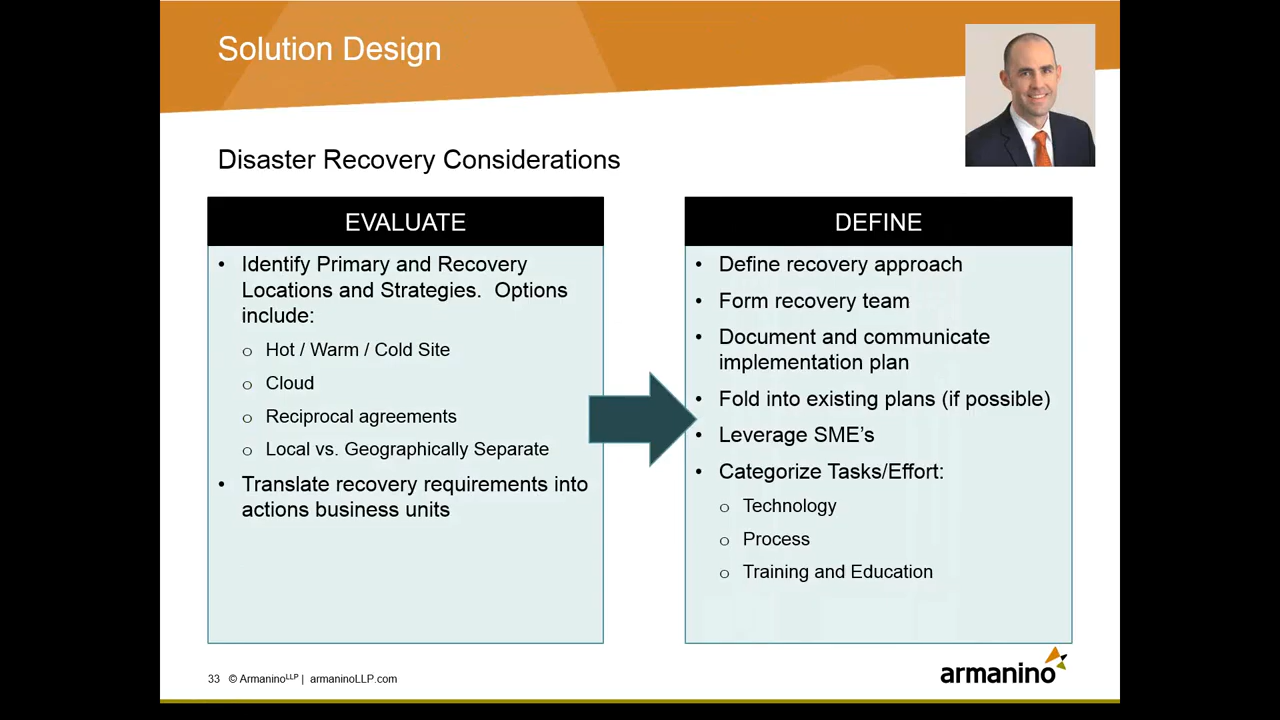 Solution Design
Disaster Recovery Considerations
EVALUATE
• Identify Primary and Recovery
Locations and Strategies. Options
include:
o Hot / Warm / Cold Site
o Cloud
o Reciprocal agreements
o Local vs. Geographically Separate
• Translate recovery requirements into
actions business units
DEFINE
• Define recovery approach
• Form recovery team
• Document and communicate
implementation plan
• Fold into existing plans (if possible)
• Leverage SME’s
• Categorize Tasks/Effort:
o Technology
o Process
o Training and Education
33 © ArmaninoLLP | armaninoLLP.com
armanino